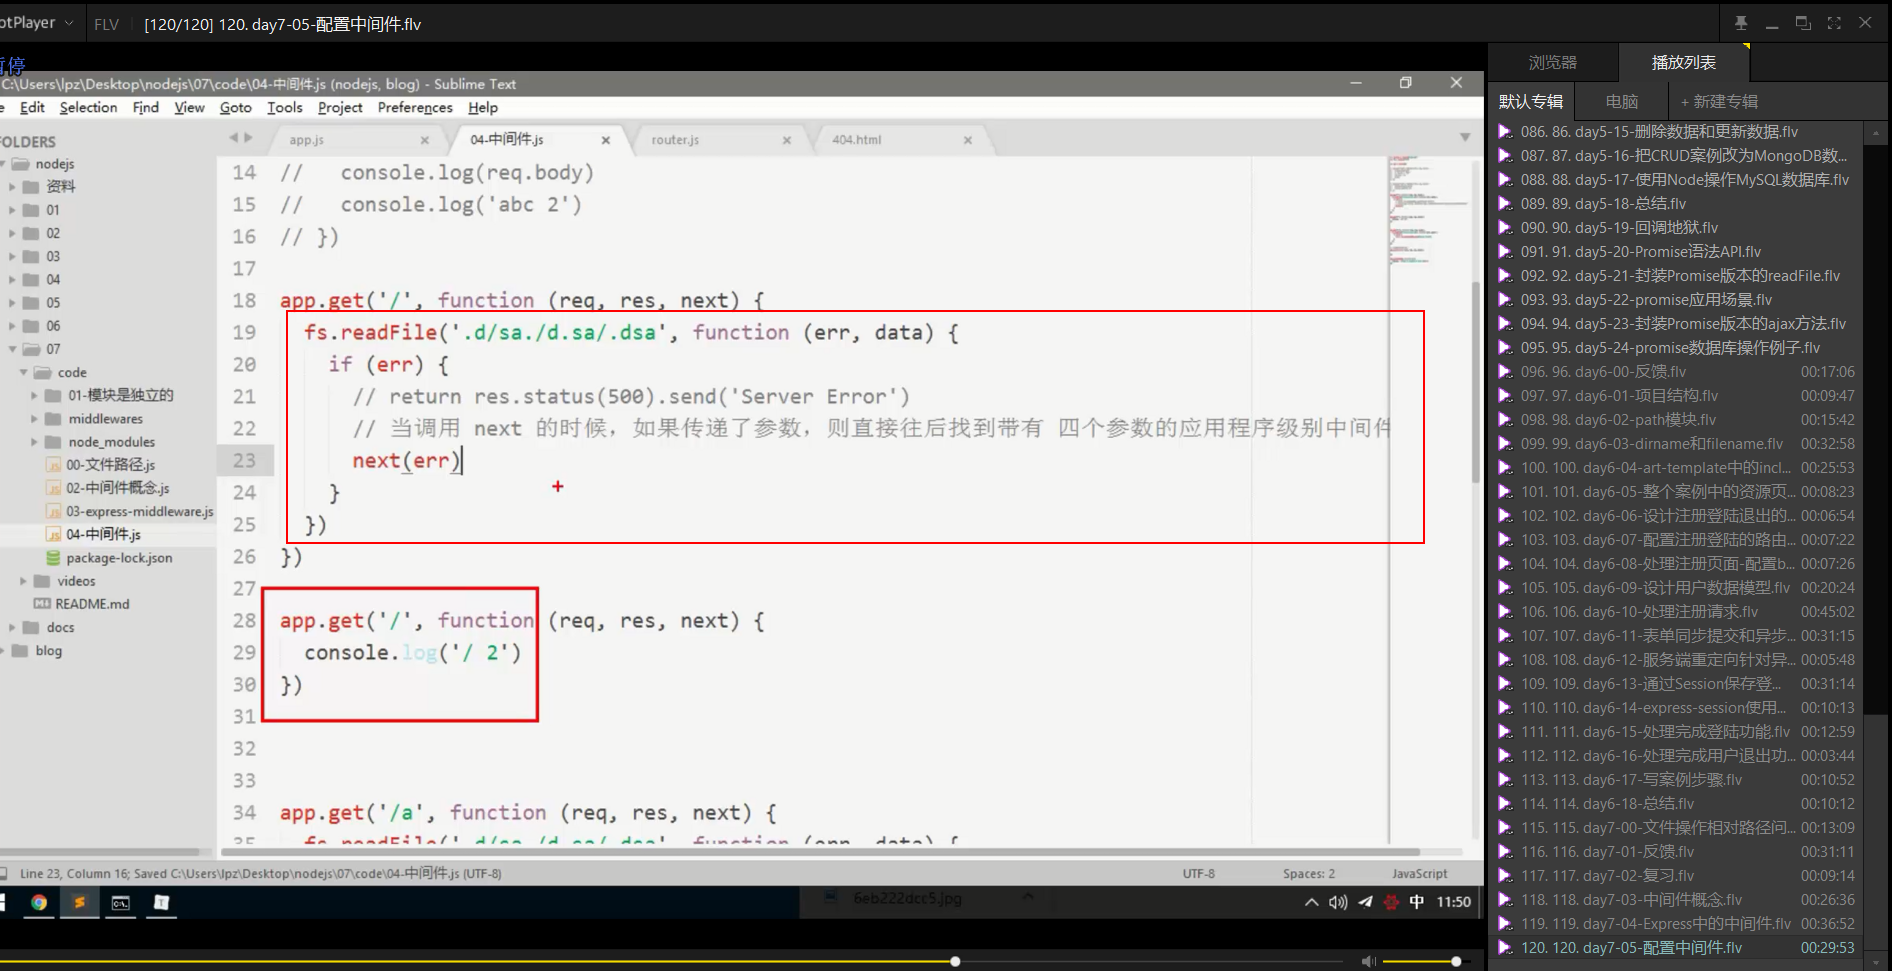 otPlayer
FLV
[120/120] 120. day7-05-配置中间件.flv
暂停
C:\Users\lpz\Desktop\nodejs\07\code\04-中间件.js (nodejs, blog) - Sublime Text
Edit Selection Find View Goto Tools Project Preferences Help
FOLDERS
nodejs
资料
01
02
03
04
05
06
07
code
01-模块是独立的
middlewares
node_modules
00-文件路径.js
02-中间件概念.js
03-express-middleware.js
04-中间件.js
package-lock.json
videos
README.md
docs
blog
app.js
04-中间件.js
router.js
404.html
14 // console.log(req.body)
15 // console.log('abc 2')
16 // })
17
18 app.get('/', function (req, res, next) {
19 fs.readFile('.d/sa./d.sa/.dsa', function (err, data) {
20 if (err) {
21 // return res.status(500).send('Server Error')
22 // 当调用 next 的时候，如果传递了参数，则直接往后找到带有 四个参数的应用程序级别中间件
23 next(err)
24 }
25 })
26 })
27
28 app.get('/', function (req, res, next) {
29 console.log('/ 2')
30 })
31
32
33
34 app.get('/a', function (req, res, next) {
35 fs.readFile('.d/sa./d.sa/.dsa', function (err, data) {
Line 23, Column 16; Saved C:\Users\lpz\Desktop\nodejs\07\code\04-中间件.js (UTF-8)
UTF-8
Spaces: 2
JavaScript
6eb222dcc5.jpg
中
11:50
浏览器
播放列表
默认专辑
电脑
+ 新建专辑
086. 86. day5-15-删除数据和更新数据.flv
087. 87. day5-16-把CRUD案例改为MongoDB数...
088. 88. day5-17-使用Node操作MySQL数据库.flv
089. 89. day5-18-总结.flv
090. 90. day5-19-回调地狱.flv
091. 91. day5-20-Promise语法API.flv
092. 92. day5-21-封装Promise版本的readFile.flv
093. 93. day5-22-promise应用场景.flv
094. 94. day5-23-封装Promise版本的ajax方法.flv
095. 95. day5-24-promise数据库操作例子.flv
096. 96. day6-00-反馈.flv 00:17:06
097. 97. day6-01-项目结构.flv 00:09:47
098. 98. day6-02-path模块.flv 00:15:42
099. 99. day6-03-dirname和filename.flv 00:32:58
100. 100. day6-04-art-template中的incl... 00:25:53
101. 101. day6-05-整个案例中的资源页... 00:08:23
102. 102. day6-06-设计注册登陆退出的... 00:06:54
103. 103. day6-07-配置注册登陆的路由... 00:07:22
104. 104. day6-08-处理注册页面-配置b... 00:07:26
105. 105. day6-09-设计用户数据模型.flv 00:20:24
106. 106. day6-10-处理注册请求.flv 00:45:02
107. 107. day6-11-表单同步提交和异步... 00:31:15
108. 108. day6-12-服务端重定向针对异... 00:05:48
109. 109. day6-13-通过Session保存登... 00:31:14
110. 110. day6-14-express-session使用... 00:10:13
111. 111. day6-15-处理完成登陆功能.flv 00:12:59
112. 112. day6-16-处理完成用户退出功... 00:03:44
113. 113. day6-17-写案例步骤.flv 00:10:52
114. 114. day6-18-总结.flv 00:10:12
115. 115. day7-00-文件操作相对路径问... 00:13:09
116. 116. day7-01-反馈.flv 00:31:11
117. 117. day7-02-复习.flv 00:09:14
118. 118. day7-03-中间件概念.flv 00:26:36
119. 119. day7-04-Express中的中间件.flv 00:36:52
120. 120. day7-05-配置中间件.flv 00:29:53